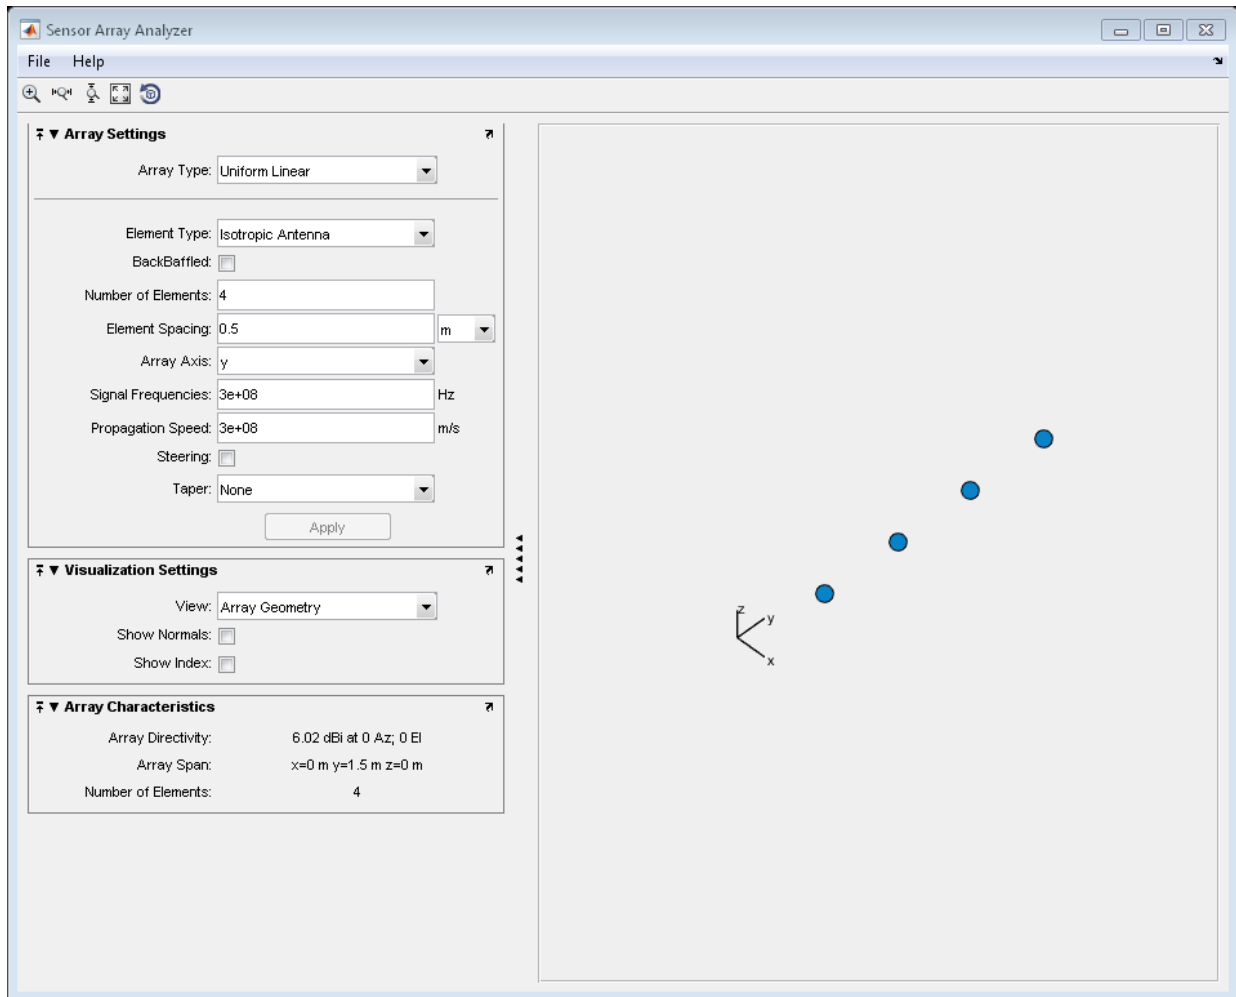 Sensor Array Analyzer
File Help
Array Settings
Array Type: Uniform Linear
Element Type: Isotropic Antenna
BackBaffled:
Number of Elements: 4
Element Spacing: 0.5 m
Array Axis: y
Signal Frequencies: 3e+08 Hz
Propagation Speed: 3e+08 m/s
Steering:
Taper: None
Apply
Visualization Settings
View: Array Geometry
Show Normals:
Show Index:
Array Characteristics
Array Directivity: 6.02 dBi at 0 Az; 0 El
Array Span: x=0 m y=1.5 m z=0 m
Number of Elements: 4
z
y
x